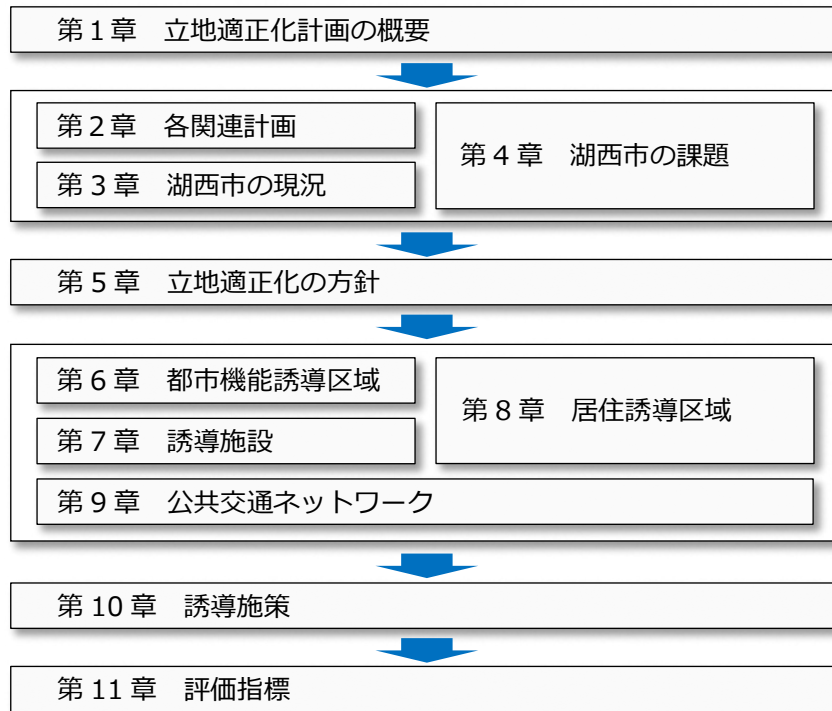 第1章 立地適正化計画の概要
第2章 各関連計画
第3章 湖西市の現況
第4章 湖西市の課題
第5章 立地適正化の方針
第6章 都市機能誘導区域
第7章 誘導施設
第8章 居住誘導区域
第9章 公共交通ネットワーク
第10章 誘導施策
第11章 評価指標